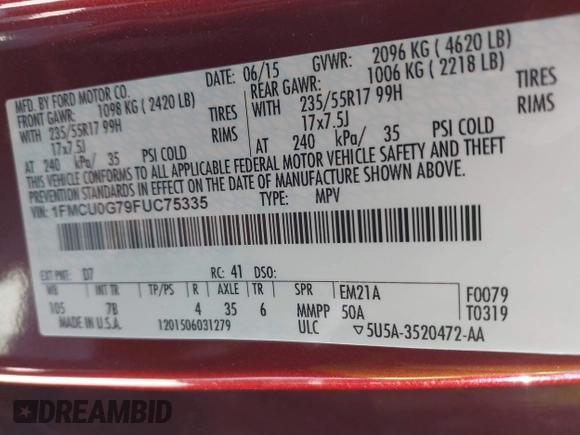 MFD. BY FORD MOTOR CO.
DATE: 06/15 GVWR: 2096 KG ( 4620 LB)
FRONT GAWR: 1098 KG ( 2420 LB) REAR GAWR: 1006 KG ( 2218 LB)
WITH 235/55R17 99H TIRES WITH 235/55R17 99H TIRES
17x7.5J RIMS 17x7.5J RIMS
AT 240 kPa/ 35 PSI COLD AT 240 kPa/ 35 PSI COLD
THIS VEHICLE CONFORMS TO ALL APPLICABLE FEDERAL MOTOR VEHICLE SAFETY AND THEFT
PREVENTION STANDARDS IN EFFECT ON THE DATE OF MANUFACTURE SHOWN ABOVE.
VIN: 1FMCU0G79FUC75335 TYPE: MPV
EXT PNT: D7 RC: 41 DSO:
WB INT TR TP/PS R AXLE TR SPR EM21A F0079
105 7B 4 35 6 MMPP 50A T0319
MADE IN U.S.A. 1201506031279 ULC ▽5U5A-3520472-AA
DREAMBID